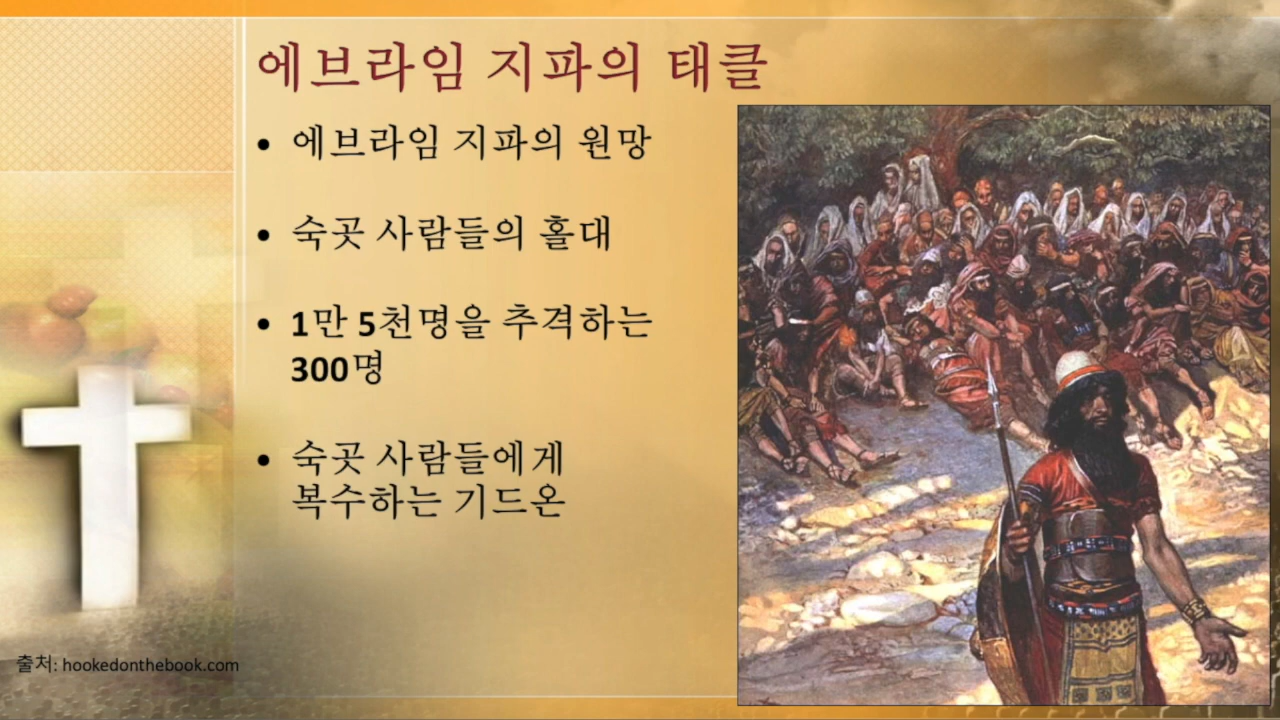 에브라임 지파의 태클
• 에브라임 지파의 원망
• 숙곳 사람들의 홀대
• 1만 5천명을 추격하는
300명
• 숙곳 사람들에게
복수하는 기드온
출처: hookedonthebook.com